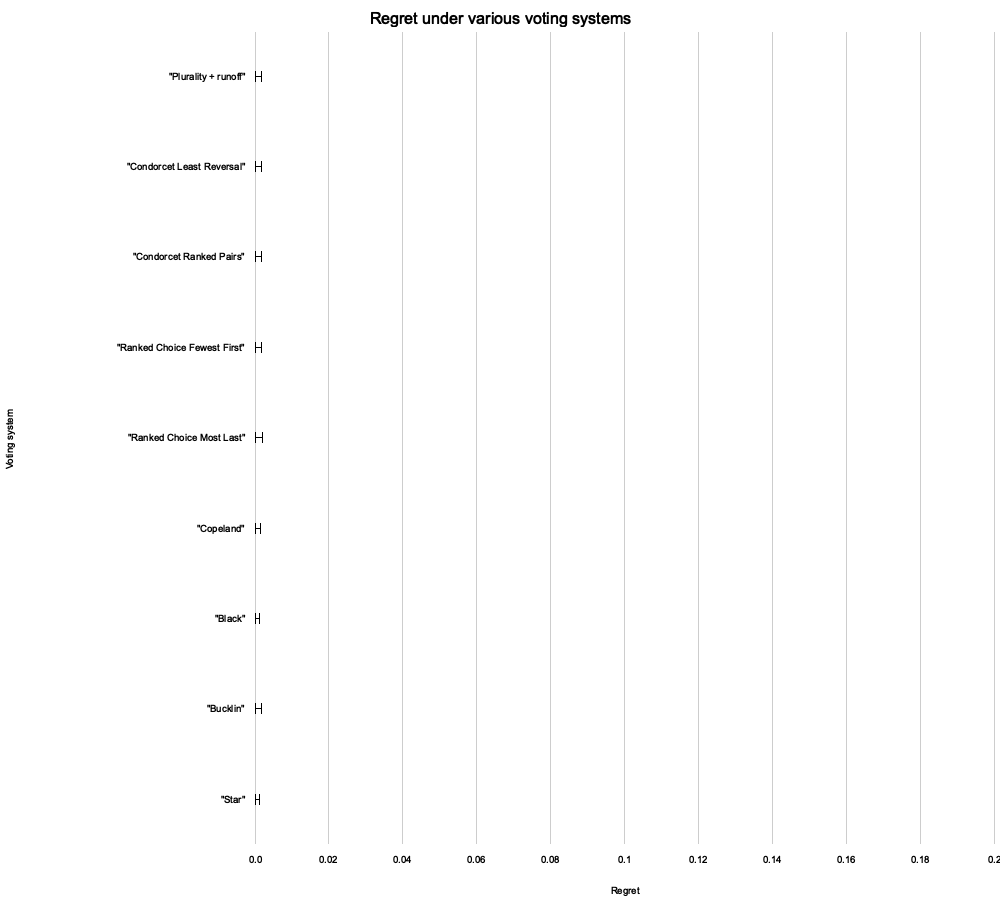 Regret under various voting systems
"Plurality + runoff"
"Condorcet Least Reversal"
"Condorcet Ranked Pairs"
"Ranked Choice Fewest First"
Voting system
"Ranked Choice Most Last"
"Copeland"
"Black"
"Bucklin"
"Star"
0.0 0.02 0.04 0.06 0.08 0.1 0.12 0.14 0.16 0.18 0.2
Regret